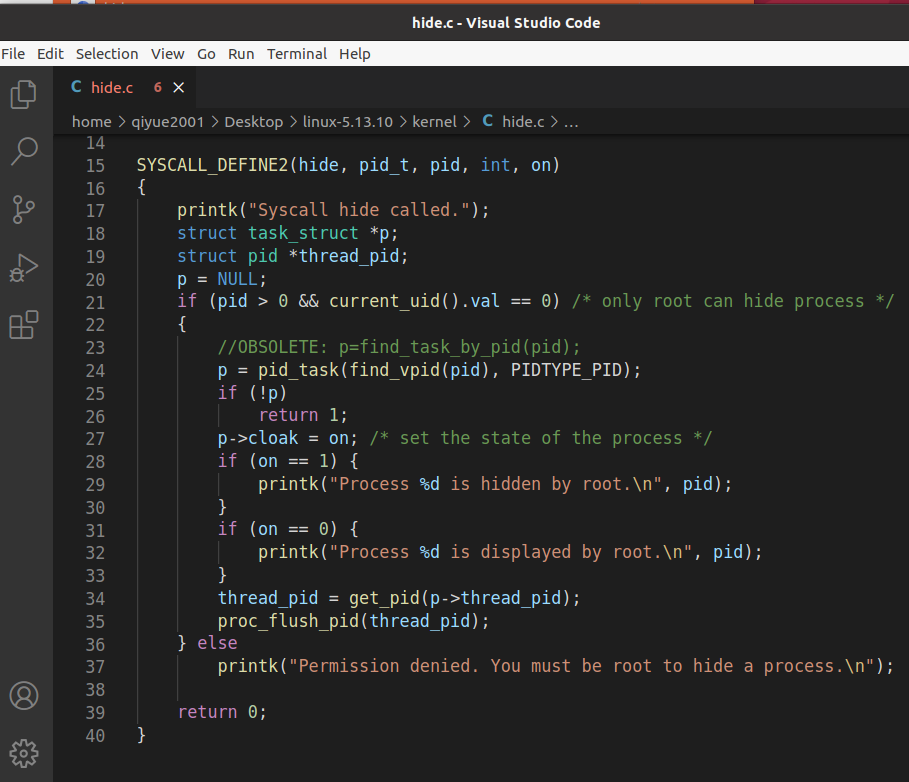 hide.c - Visual Studio Code
File Edit Selection View Go Run Terminal Help
C hide.c 6 ×
home > qiyue2001 > Desktop > linux-5.13.10 > kernel > C hide.c > ...
14
15 SYSCALL_DEFINE2(hide, pid_t, pid, int, on)
16 {
17     printk("Syscall hide called.");
18     struct task_struct *p;
19     struct pid *thread_pid;
20     p = NULL;
21     if (pid > 0 && current_uid().val == 0) /* only root can hide process */
22     {
23         //OBSOLETE: p=find_task_by_pid(pid);
24         p = pid_task(find_vpid(pid), PIDTYPE_PID);
25         if (!p)
26             return 1;
27         p->cloak = on; /* set the state of the process */
28         if (on == 1) {
29             printk("Process %d is hidden by root.\n", pid);
30         }
31         if (on == 0) {
32             printk("Process %d is displayed by root.\n", pid);
33         }
34         thread_pid = get_pid(p->thread_pid);
35         proc_flush_pid(thread_pid);
36     } else
37         printk("Permission denied. You must be root to hide a process.\n");
38
39     return 0;
40 }